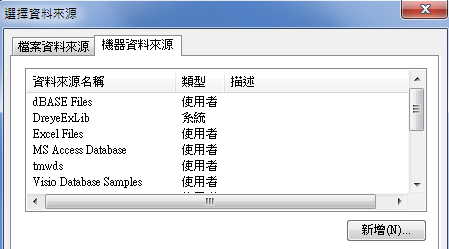 選擇資料來源
檔案資料來源 機器資料來源
資料來源名稱 類型 描述
dBASE Files 使用者
DreyeExLib 系統
Excel Files 使用者
MS Access Database 使用者
tmwds 使用者
Visio Database Samples 使用者
新增(N)...